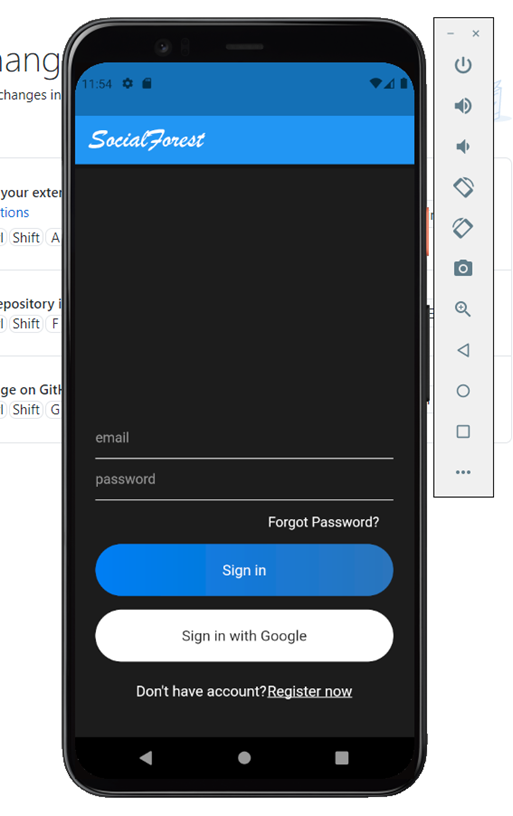 hang
changes in
11:54
SocialForest
your exter
tions
Shift A
epository i
Shift F
ge on GitH
Shift G
email
password
Forgot Password?
Sign in
Sign in with Google
Don't have account?Register now